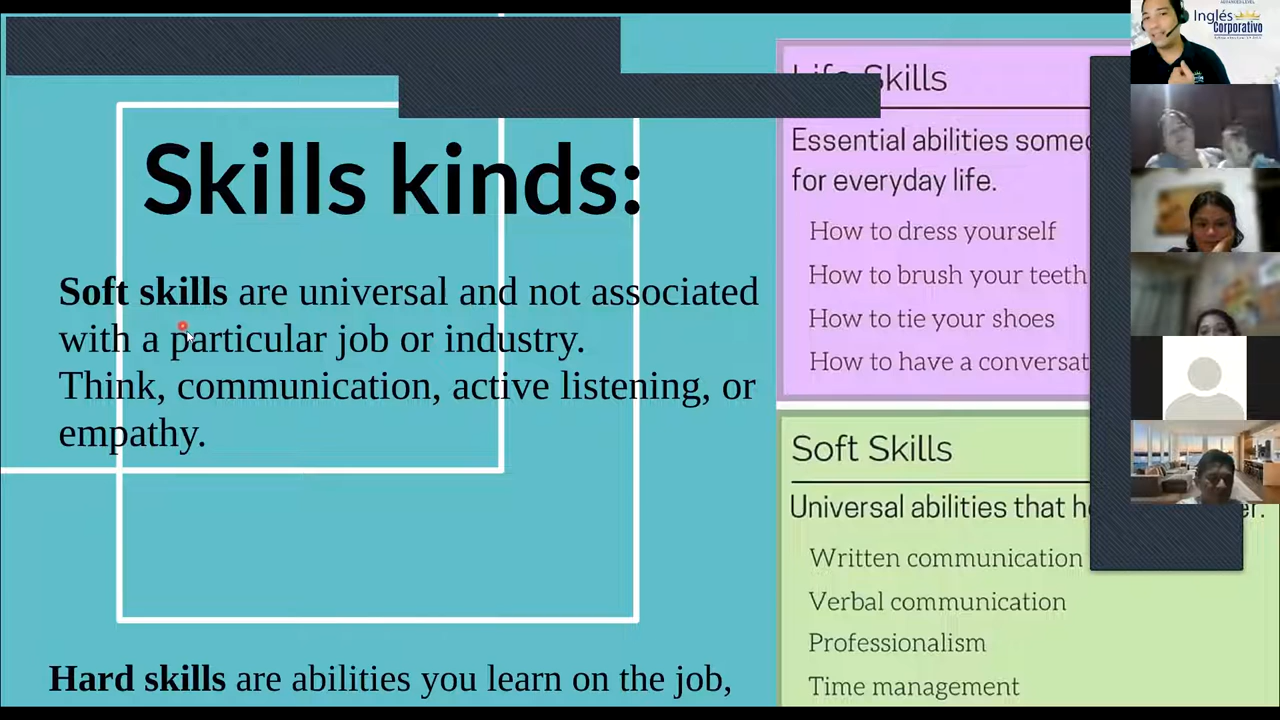 Skills kinds:
Soft skills are universal and not associated
with a particular job or industry.
Think, communication, active listening, or
empathy.
Hard skills are abilities you learn on the job,
Life Skills
Essential abilities
for everyday life.
How to dress yourself
How to brush your teeth
How to tie your shoes
How to have a
Soft Skills
Universal abilities that
Written communication
Verbal communication
Professionalism
Time management
Inglés
Corporativo